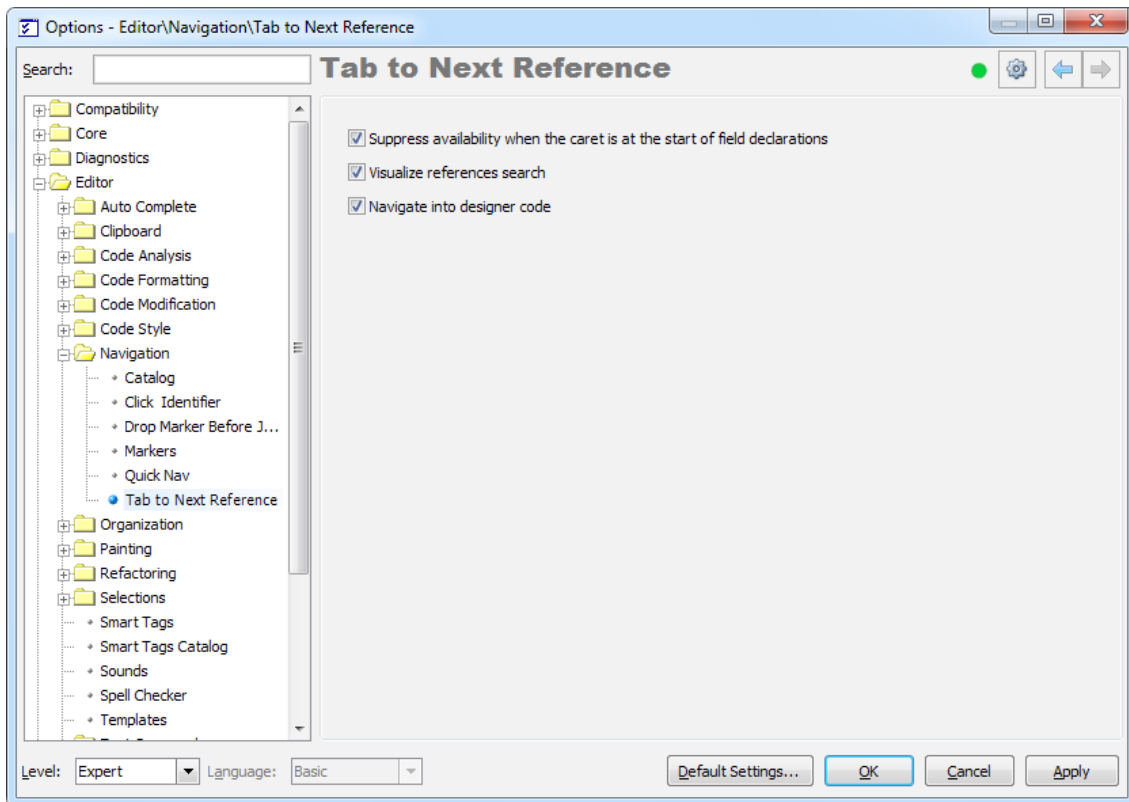 Options - Editor\Navigation\Tab to Next Reference
Search:
Tab to Next Reference
Compatibility
Core
Diagnostics
Editor
Auto Complete
Clipboard
Code Analysis
Code Formatting
Code Modification
Code Style
Navigation
Catalog
Click Identifier
Drop Marker Before J...
Markers
Quick Nav
Tab to Next Reference
Organization
Painting
Refactoring
Selections
Smart Tags
Smart Tags Catalog
Sounds
Spell Checker
Templates
Suppress availability when the caret is at the start of field declarations
Visualize references search
Navigate into designer code
Level: Expert Language: Basic
Default Settings... OK Cancel Apply